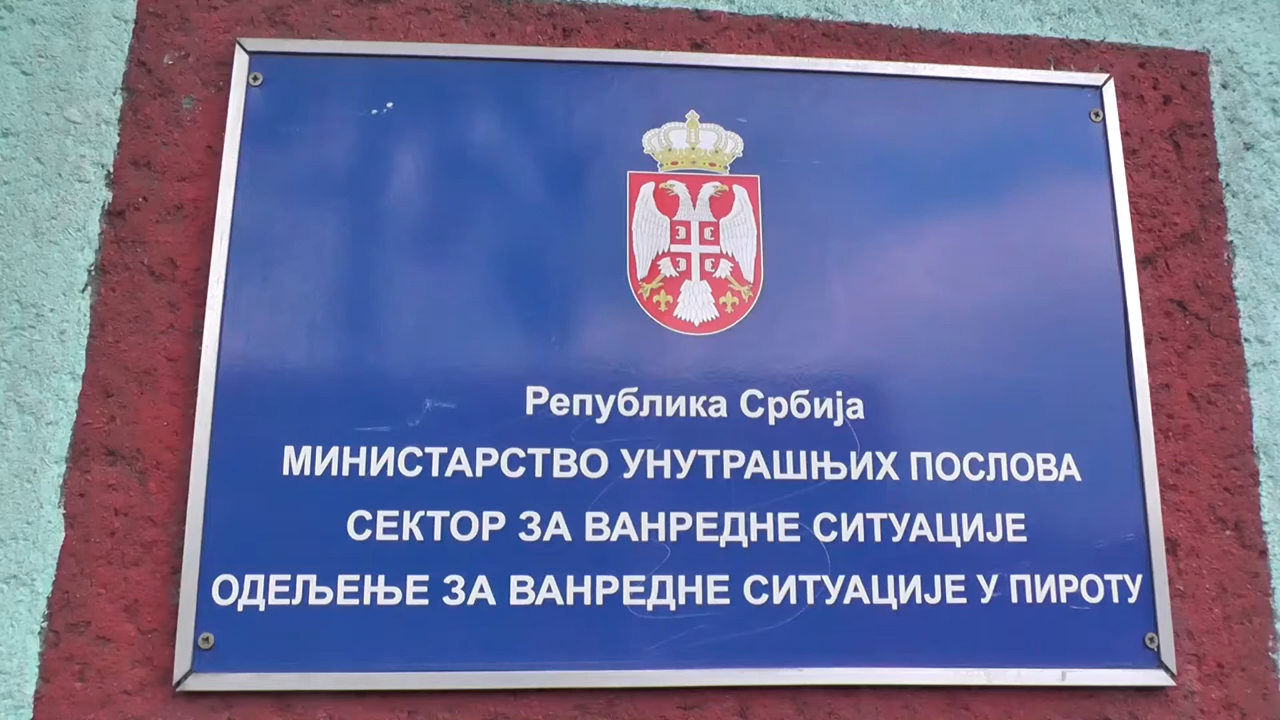 Република Србија
МИНИСТАРСТВО УНУТРАШЊИХ ПОСЛОВА
СЕКТОР ЗА ВАНРЕДНЕ СИТУАЦИЈЕ
ОДЕЉЕЊЕ ЗА ВАНРЕДНЕ СИТУАЦИЈЕ У ПИРОТУ